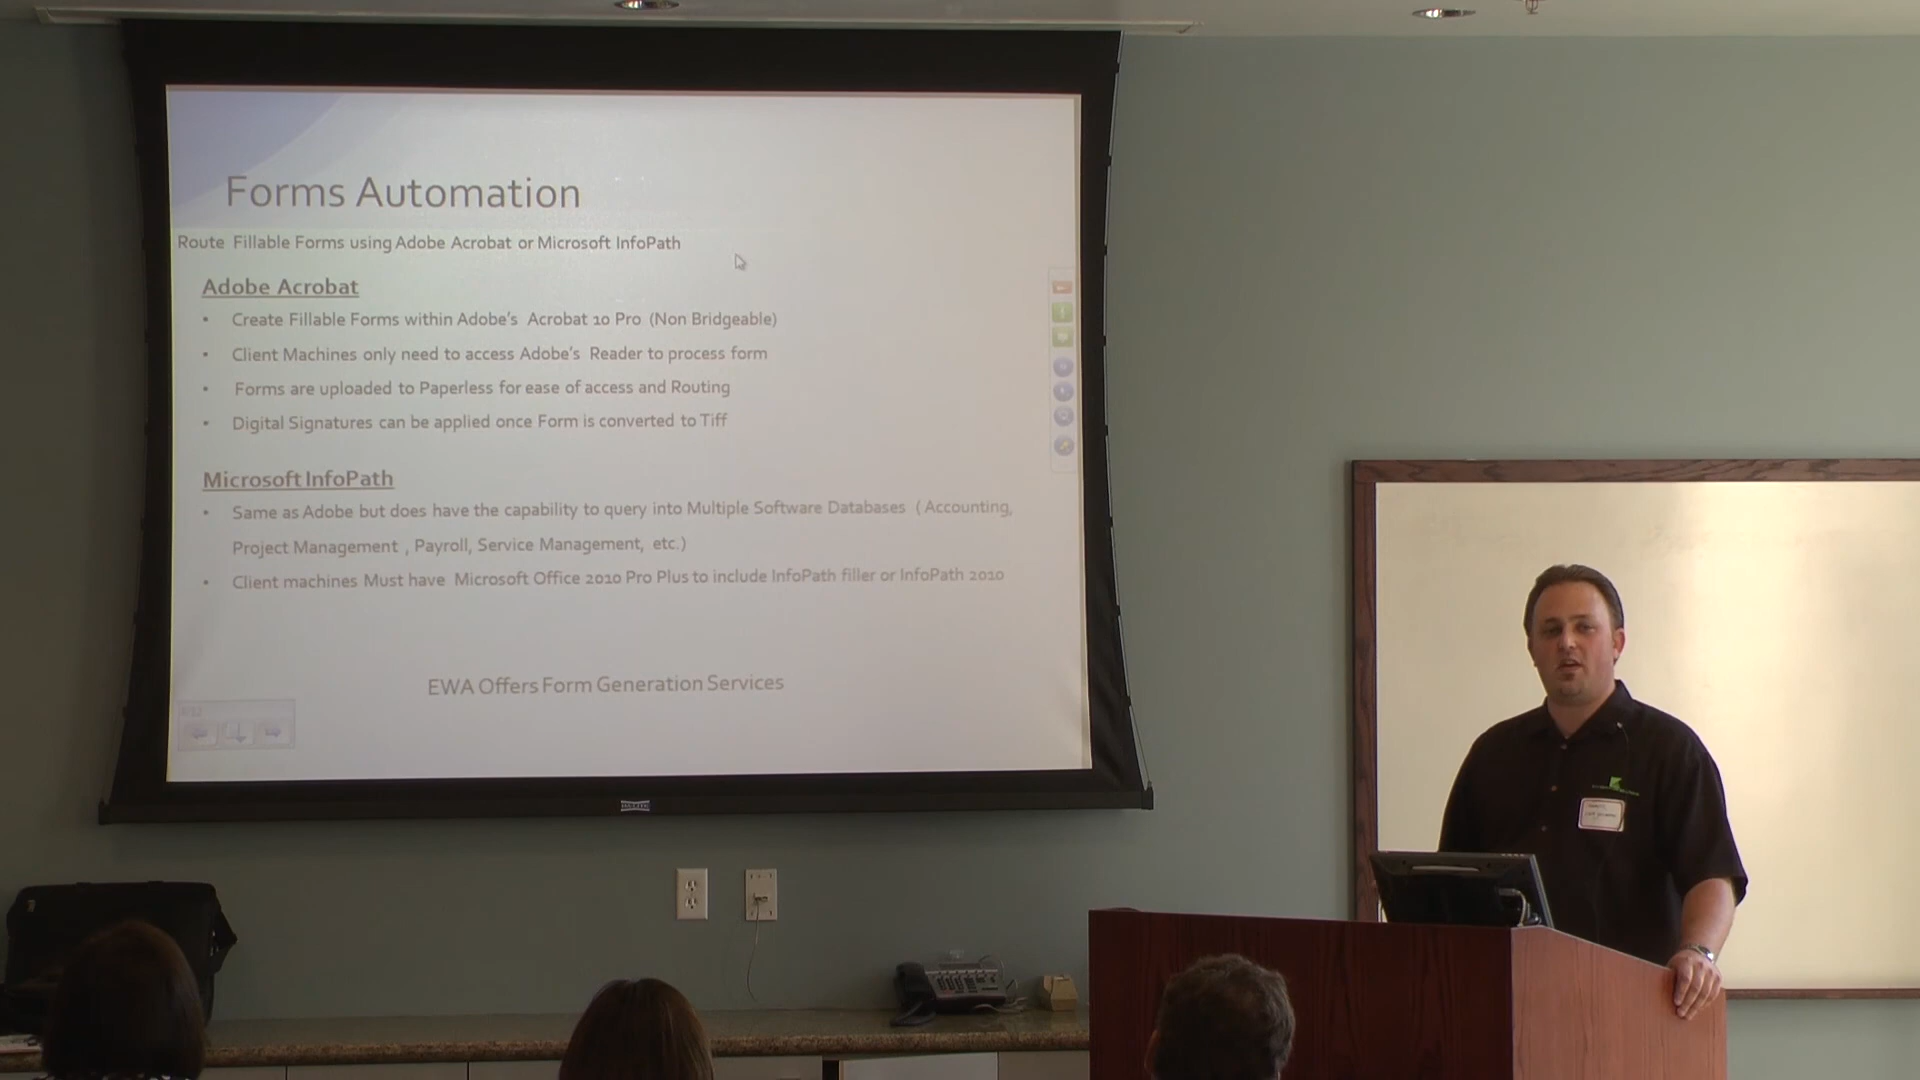 Forms Automation
Route Fillable Forms using Adobe Acrobat or Microsoft InfoPath
Adobe Acrobat
• Create Fillable Forms within Adobe's Acrobat 10 Pro (Non Bridgeable)
• Client Machines only need to access Adobe's Reader to process form
• Forms are uploaded to Paperless for ease of access and Routing
• Digital Signatures can be applied once Form is converted to Tiff
Microsoft InfoPath
• Same as Adobe but does have the capability to query into Multiple Software Databases ( Accounting,
Project Management , Payroll, Service Management, etc.)
• Client machines Must have Microsoft Office 2010 Pro Plus to include InfoPath filler or InfoPath 2010
EWA Offers Form Generation Services